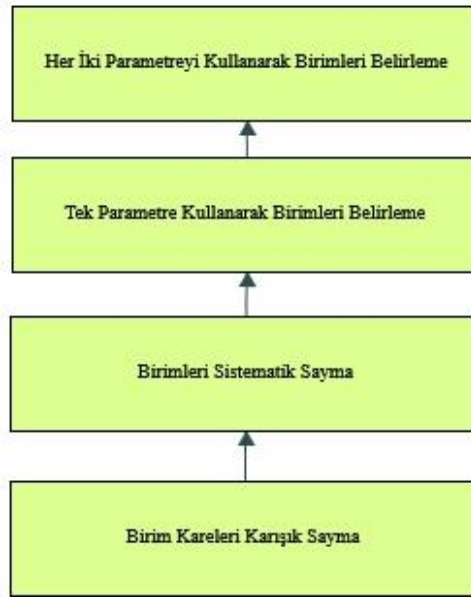 Her İki Parametreyi Kullanarak Birimleri Belirleme
Tek Parametre Kullanarak Birimleri Belirleme
Birimleri Sistematik Sayma
Birim Kareleri Karışık Sayma